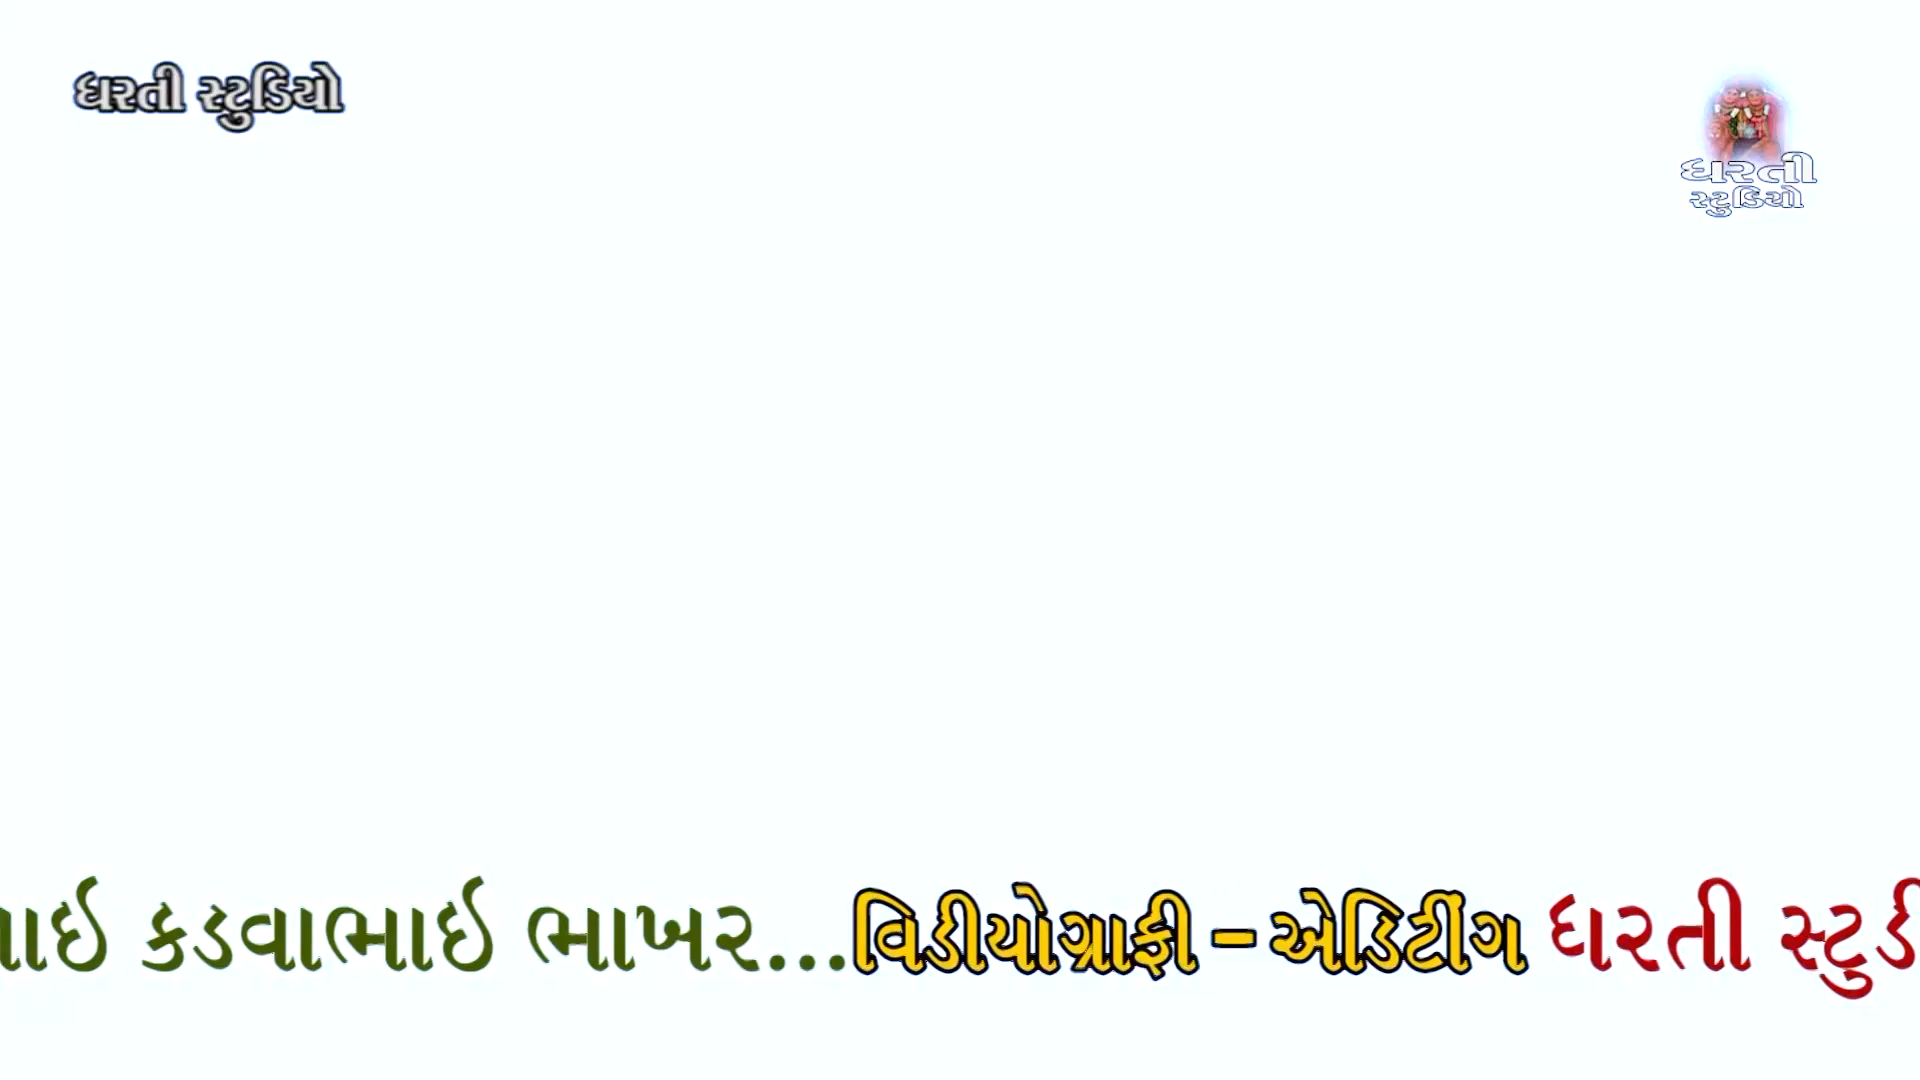 ધરતી સ્ટુડિયો
ધરતી
સ્ટુડિયો
કડવાભાઈ ભાખર...વિડીયોગ્રાફી – એડિટીંગ ધરતી